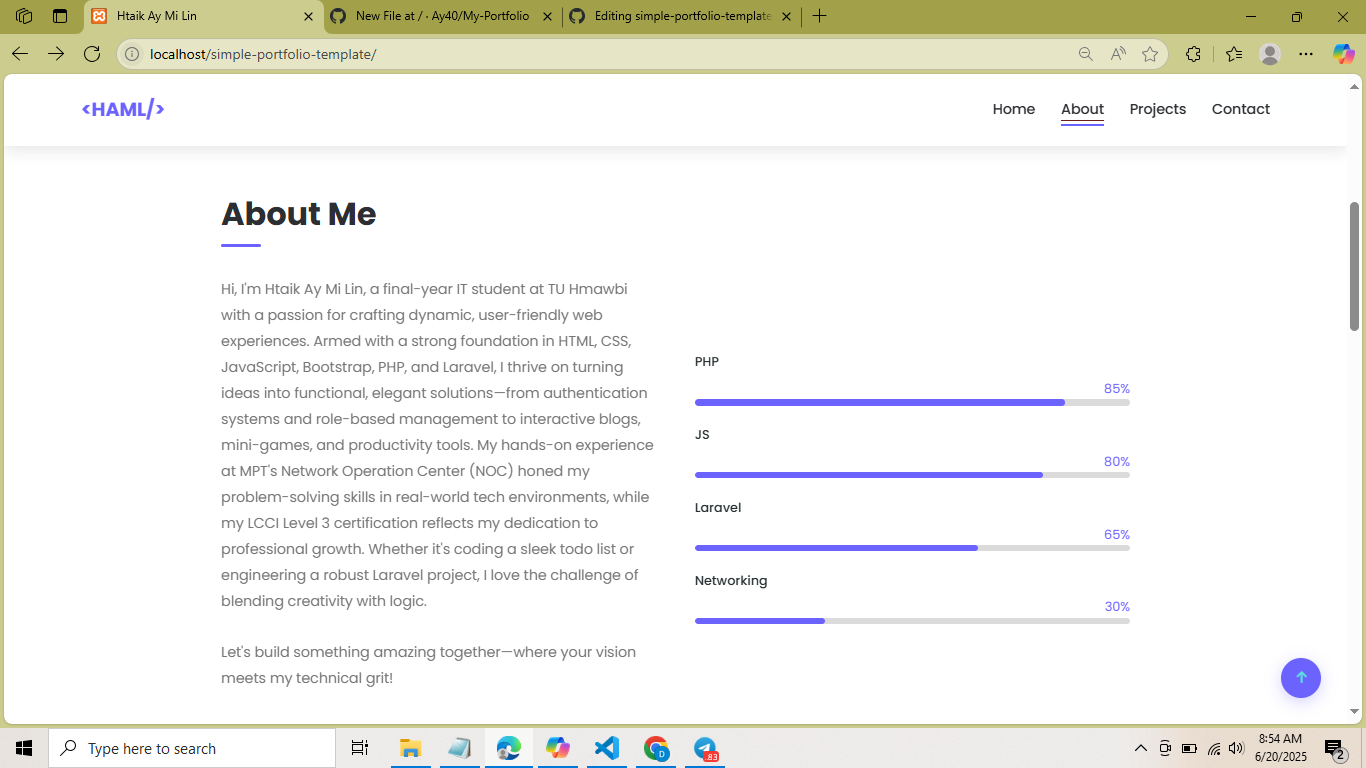 Htaik Ay Mi Lin
New File at / · Ay40/My-Portfolio
Editing simple-portfolio-template
localhost/simple-portfolio-template/
<HAML/>
Home
About
Projects
Contact
About Me
Hi, I'm Htaik Ay Mi Lin, a final-year IT student at TU Hmawbi
with a passion for crafting dynamic, user-friendly web
experiences. Armed with a strong foundation in HTML, CSS,
JavaScript, Bootstrap, PHP, and Laravel, I thrive on turning
ideas into functional, elegant solutions—from authentication
systems and role-based management to interactive blogs,
mini-games, and productivity tools. My hands-on experience
at MPT's Network Operation Center (NOC) honed my
problem-solving skills in real-world tech environments, while
my LCCI Level 3 certification reflects my dedication to
professional growth. Whether it's coding a sleek todo list or
engineering a robust Laravel project, I love the challenge of
blending creativity with logic.
Let's build something amazing together—where your vision
meets my technical grit!
PHP
85%
JS
80%
Laravel
65%
Networking
30%
Type here to search
D
.83
8:54 AM
6/20/2025
2